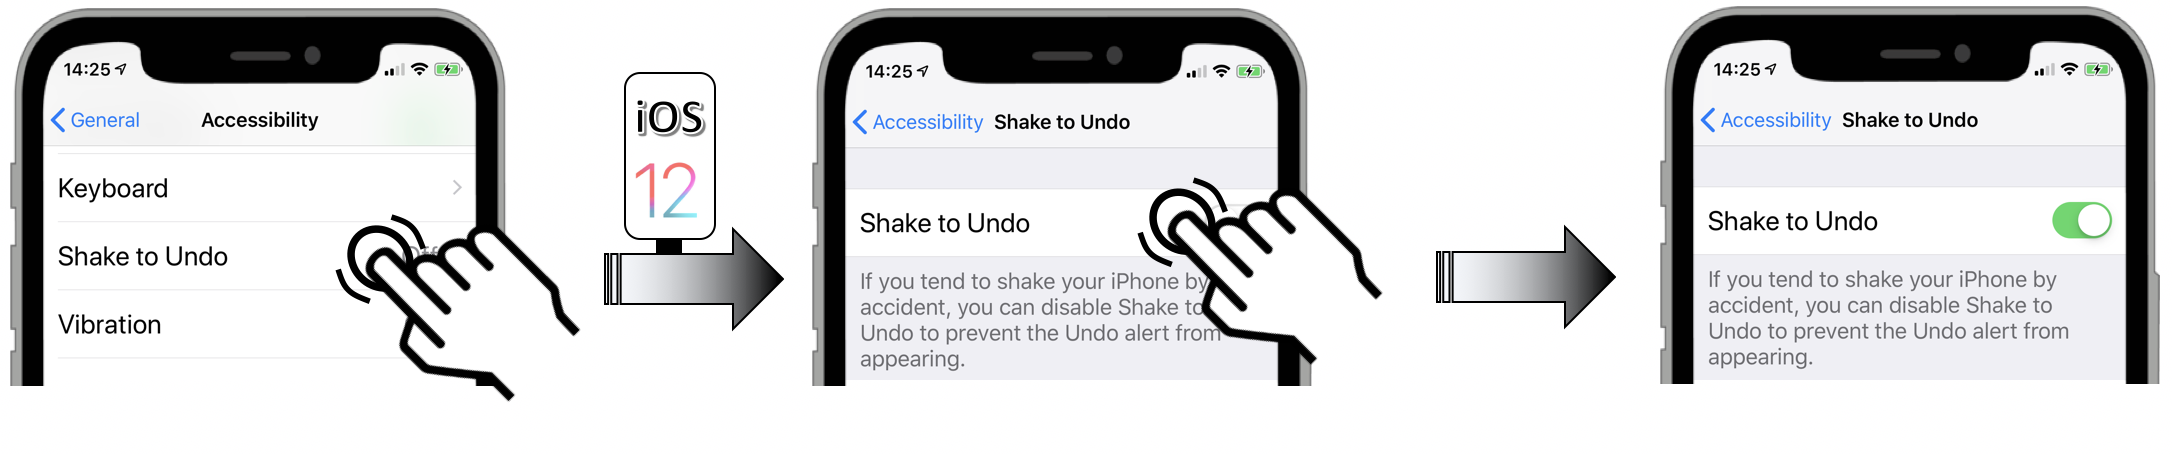 14:25
General
Accessibility
Keyboard
Shake to Undo
Off
Vibration
iOS
12
14:25
Accessibility
Shake to Undo
Shake to Undo
If you tend to shake your iPhone by
accident, you can disable Shake to
Undo to prevent the Undo alert from
appearing.
14:25
Accessibility
Shake to Undo
Shake to Undo
If you tend to shake your iPhone by
accident, you can disable Shake to
Undo to prevent the Undo alert from
appearing.